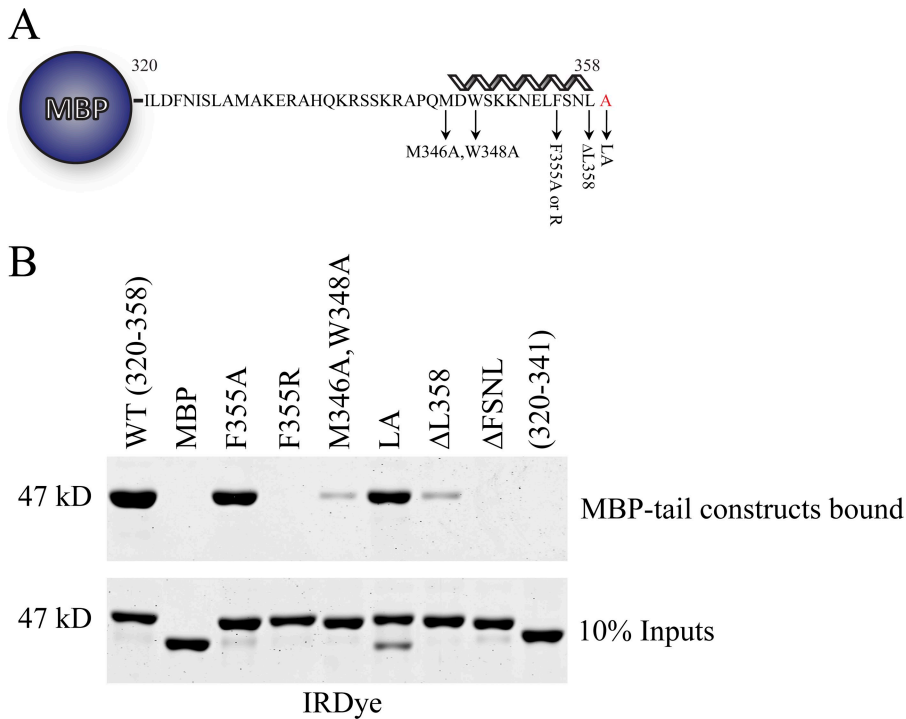 A
320
358
MBP
ILDFNISLAMAKERAHQKRSSKRAPQMDWSKKNELFSNL A
M346A,W348A
F355A or R
ΔL358
LA
B
WT (320-358)
MBP
F355A
F355R
M346A,W348A
LA
ΔL358
ΔFSNL
(320-341)
47 kD
MBP-tail constructs bound
47 kD
10% Inputs
IRDye